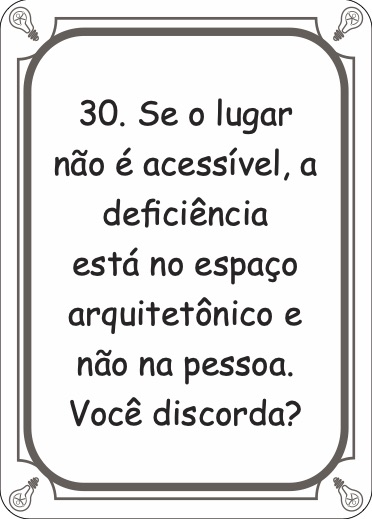 30. Se o lugar
não é acessível, a
deficiência
está no espaço
arquitetônico e
não na pessoa.
Você discorda?